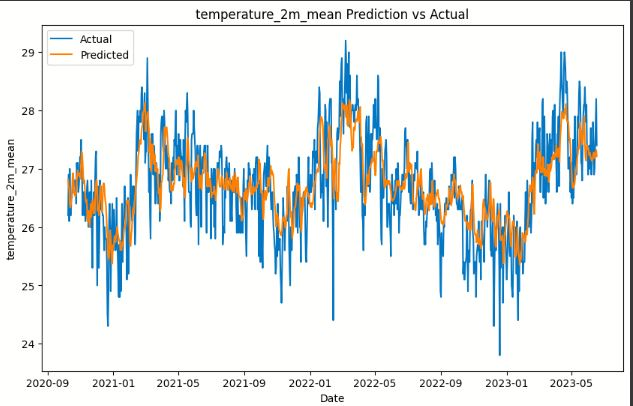 temperature_2m_mean Prediction vs Actual
Actual
Predicted
29
28
27
26
25
24
temperature_2m_mean
2020-09 2021-01 2021-05 2021-09 2022-01 2022-05 2022-09 2023-01 2023-05
Date